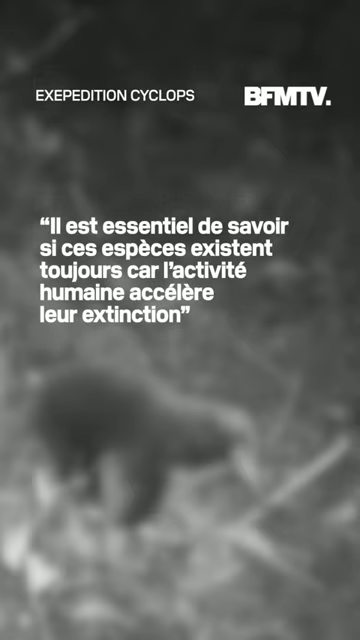 EXEPEDITION CYCLOPS
BFMTV.
“Il est essentiel de savoir
si ces espèces existent
toujours car l’activité
humaine accélère
leur extinction”